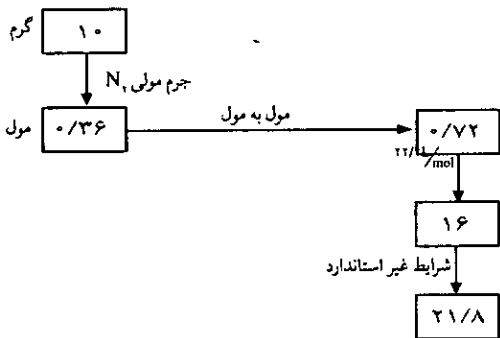 گرم ۱۰
جرم مولی N۲
مول ۰/۳۶
مول به مول
۰/۷۲
۲۲/۴L/mol
۱۶
شرایط غیر استاندارد
۲۱/۸